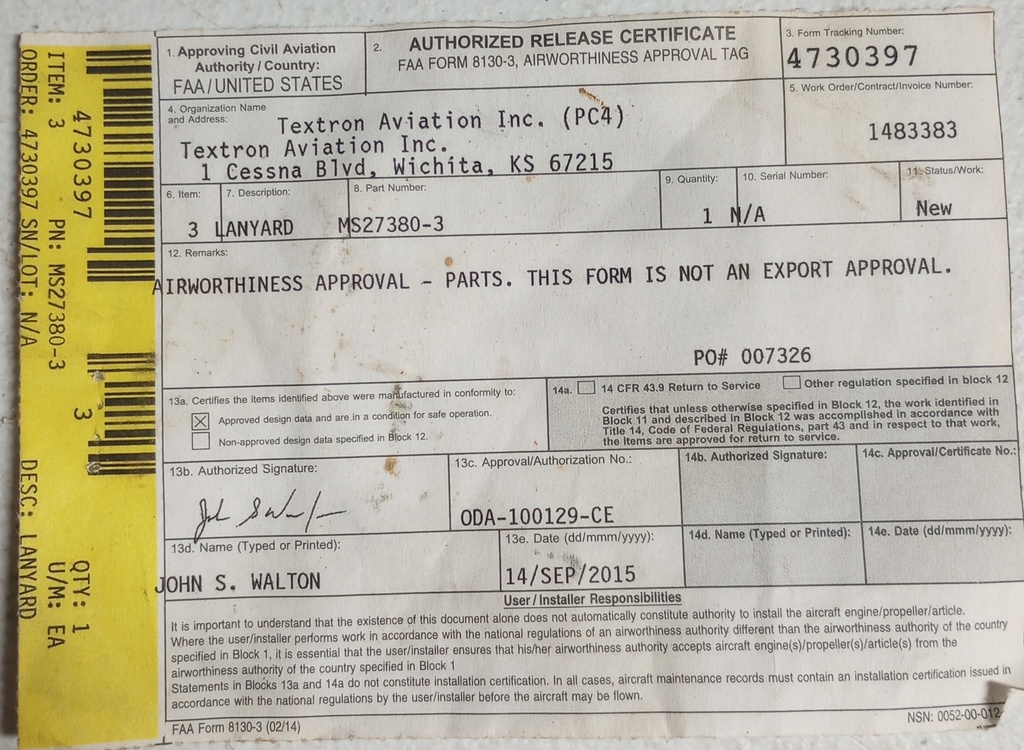 ITEM: 3 4730397 PN: MS27380-3 3 QTY: 1
ORDER: 4730397 SN/LOT: N/A DESC: LANYARD U/M: EA
1. Approving Civil Aviation
Authority / Country:
FAA/UNITED STATES
2.
AUTHORIZED RELEASE CERTIFICATE
FAA FORM 8130-3, AIRWORTHINESS APPROVAL TAG
3. Form Tracking Number:
4730397
4. Organization Name
and Address:
Textron Aviation Inc. (PC4)
Textron Aviation Inc.
1 Cessna Blvd, Wichita, KS 67215
5. Work Order/Contract/Invoice Number:
1483383
6. Item:
3
7. Description:
LANYARD
8. Part Number:
MS27380-3
9. Quantity:
1
10. Serial Number:
N/A
11. Status/Work:
New
12. Remarks:
AIRWORTHINESS APPROVAL - PARTS. THIS FORM IS NOT AN EXPORT APPROVAL.
PO# 007326
13a. Certifies the items identified above were manufactured in conformity to:
Approved design data and are in a condition for safe operation.
Non-approved design data specified in Block 12.
14a. 14 CFR 43.9 Return to Service Other regulation specified in block 12
Certifies that unless otherwise specified in Block 12, the work identified in
Block 11 and described in Block 12 was accomplished in accordance with
Title 14, Code of Federal Regulations, part 43 and in respect to that work,
the items are approved for return to service.
13b. Authorized Signature:
13c. Approval/Authorization No.:
ODA-100129-CE
14b. Authorized Signature:
14c. Approval/Certificate No.:
13d. Name (Typed or Printed):
JOHN S. WALTON
13e. Date (dd/mmm/yyyy):
14/SEP/2015
14d. Name (Typed or Printed):
14e. Date (dd/mmm/yyyy):
User/Installer Responsibilities
It is important to understand that the existence of this document alone does not automatically constitute authority to install the aircraft engine/propeller/article.
Where the user/installer performs work in accordance with the national regulations of an airworthiness authority different than the airworthiness authority of the country
specified in Block 1, it is essential that the user/installer ensures that his/her airworthiness authority accepts aircraft engine(s)/propeller(s)/article(s) from the
airworthiness authority of the country specified in Block 1
Statements in Blocks 13a and 14a do not constitute installation certification. In all cases, aircraft maintenance records must contain an installation certification issued in
accordance with the national regulations by the user/installer before the aircraft may be flown.
FAA Form 8130-3 (02/14)
NSN: 0052-00-012-